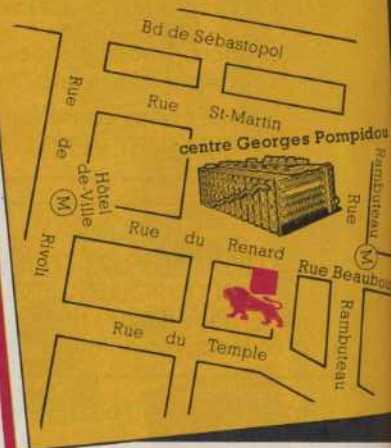 Bd de Sébastopol
Rue St-Martin
centre Georges Pompidou
Rue de Rivoli
M
Hôtel
de-Ville
Rue Rambuteau
Rambuteau
M
Rue du Renard
Rue Beaubou
Rue du Temple